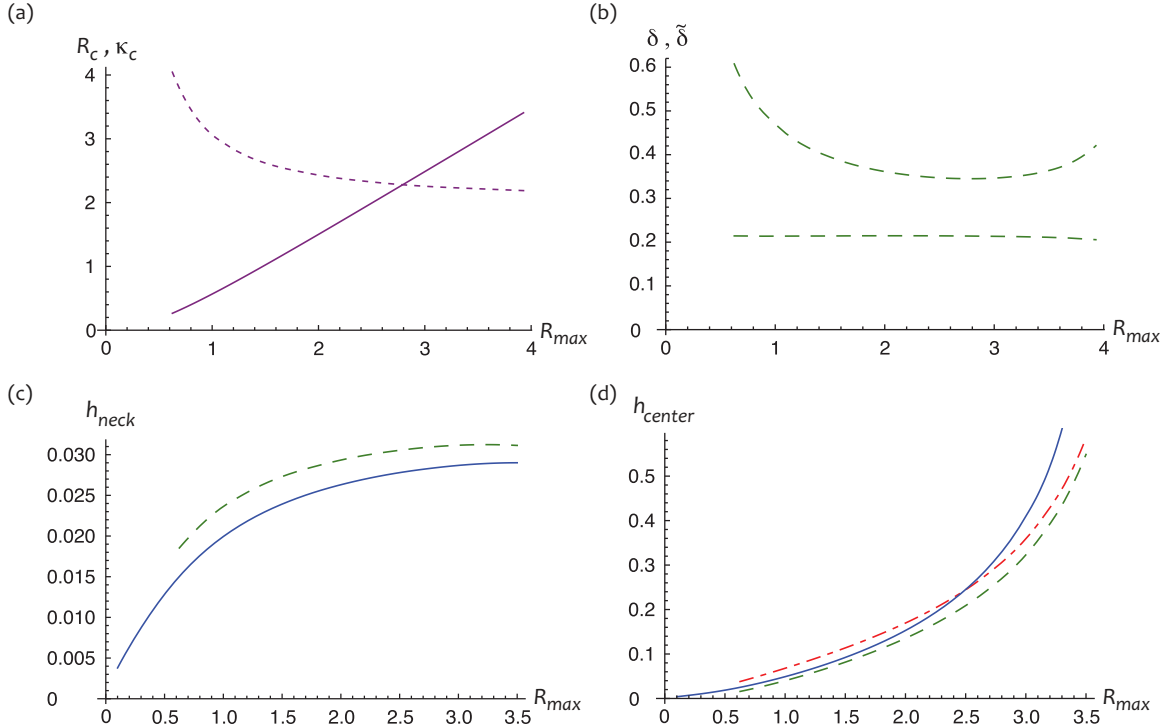 (a)
R_c , κ_c
4
3
2
1
0
0 1 2 3 4
R_max
(b)
δ , δ̃
0.6
0.5
0.4
0.3
0.2
0.1
0
0 1 2 3 4
R_max
(c)
h_neck
0.030
0.025
0.020
0.015
0.010
0.005
0
0 0.5 1.0 1.5 2.0 2.5 3.0 3.5
R_max
(d)
h_center
0.5
0.4
0.3
0.2
0.1
0
0 0.5 1.0 1.5 2.0 2.5 3.0 3.5
R_max